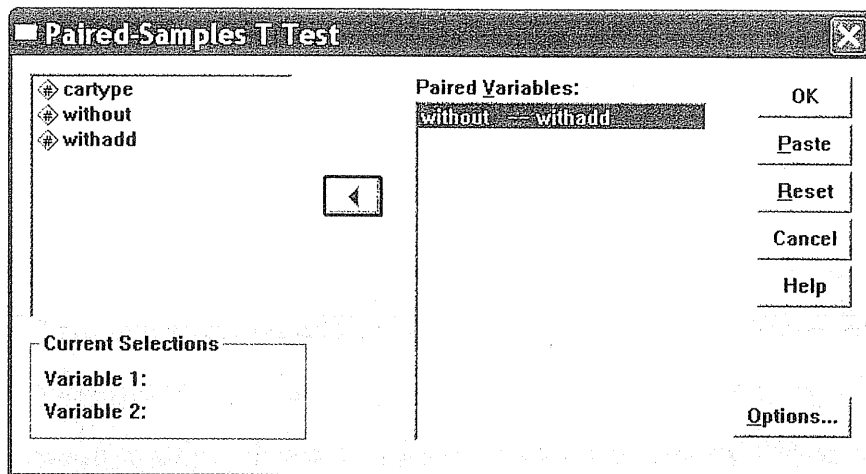 Paired-Samples T Test
cartype
without
withadd
Paired Variables:
without -- withadd
OK
Paste
Reset
Cancel
Help
Current Selections
Variable 1:
Variable 2:
Options...